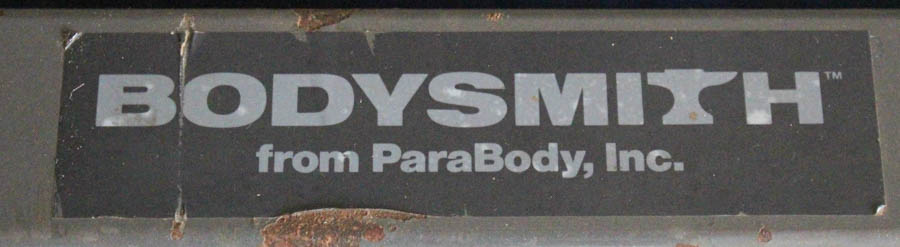 BODYSMITH™
from ParaBody, Inc.